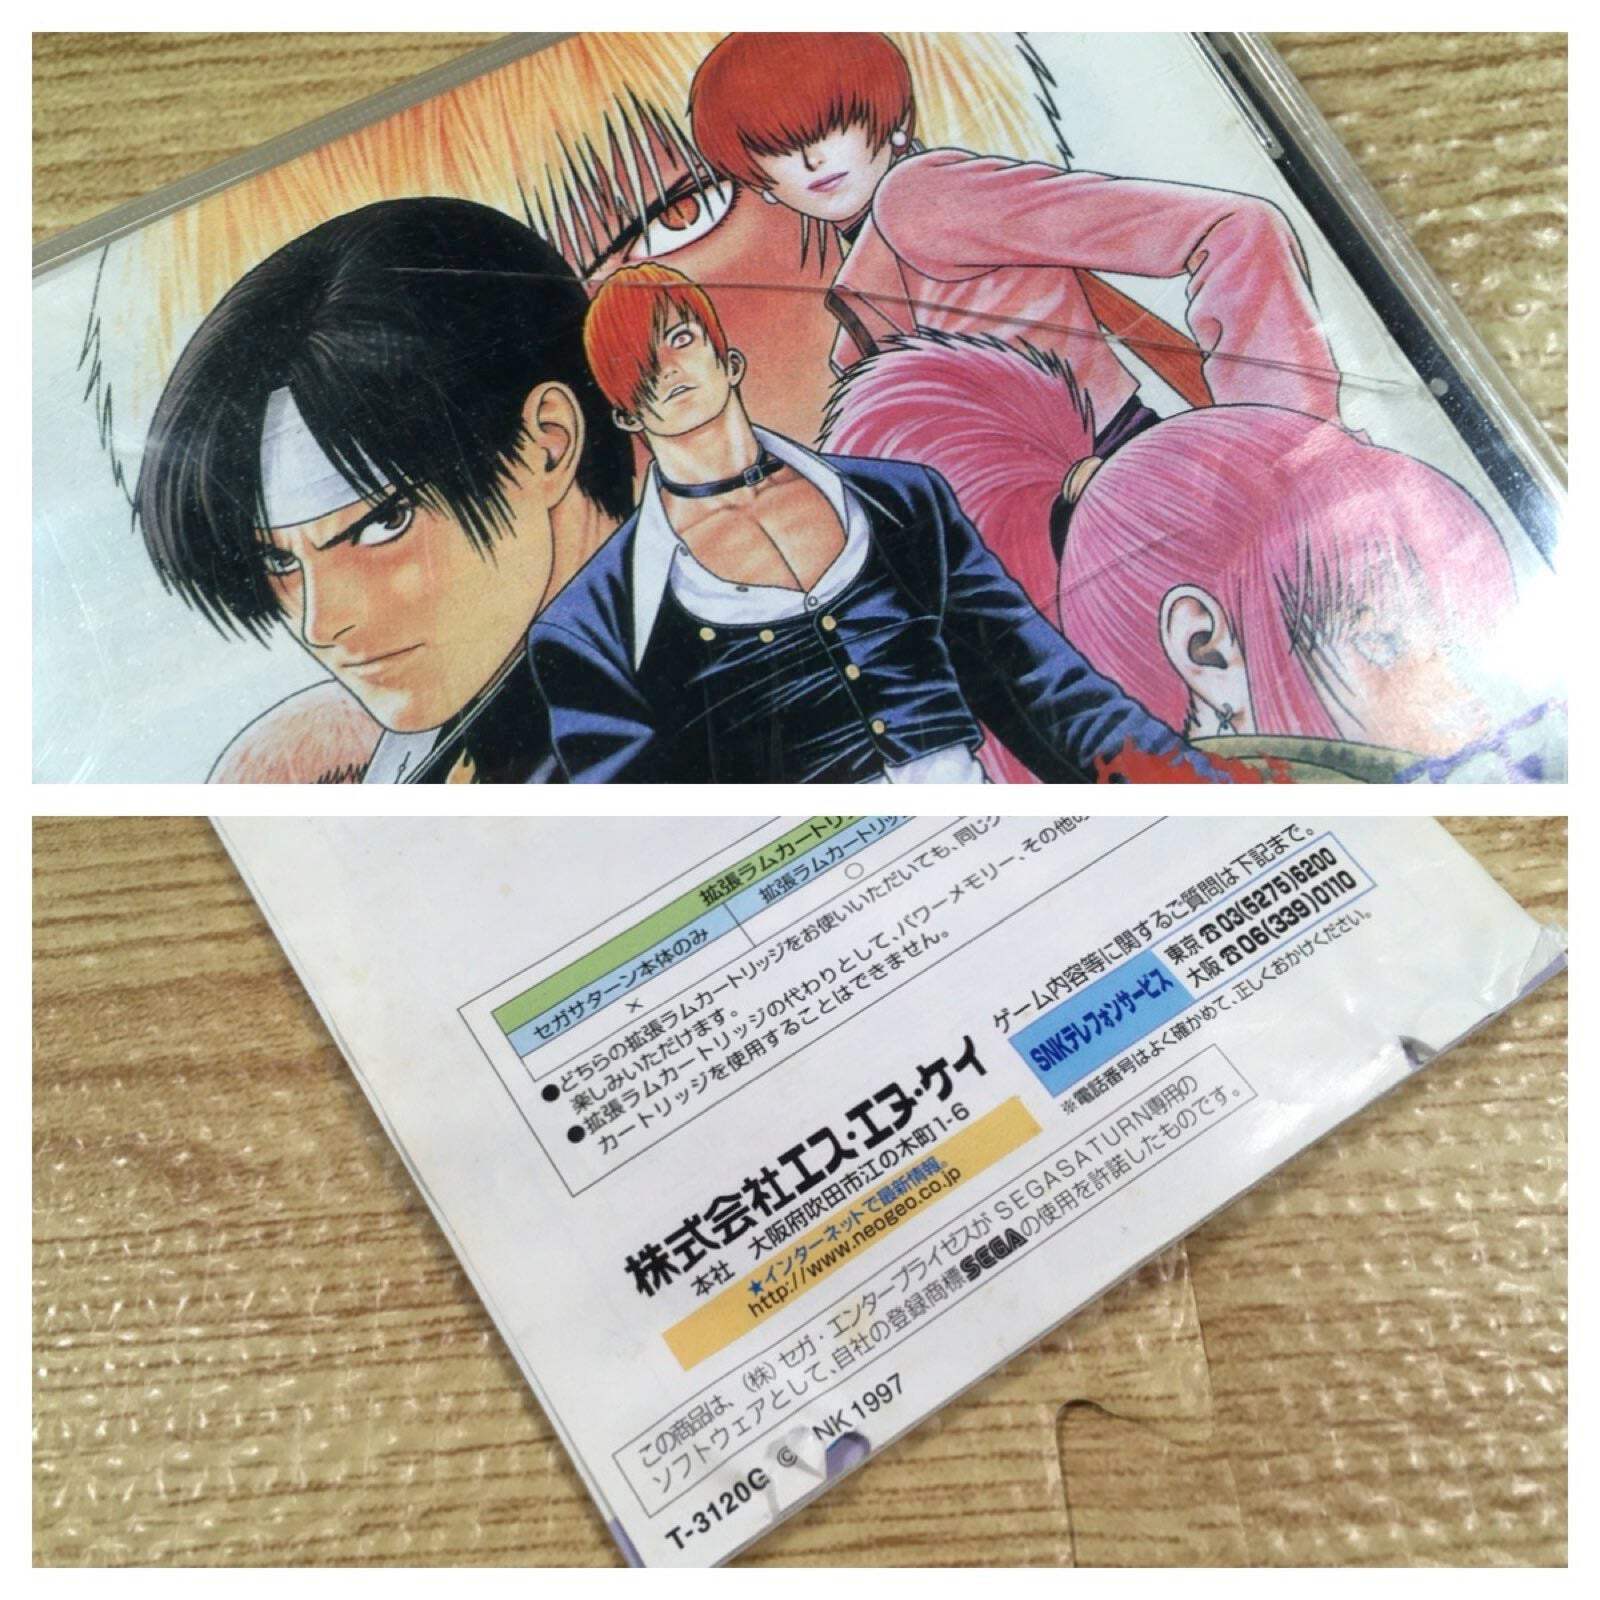 拡張ラムカートリッ
セガサターン本体のみ 拡張ラムカートリッ
× ○
●どちらの拡張ラムカートリッジをお使いいただいても、同じ
楽しみいただけます。
●拡張ラムカートリッジの代わりとして、パワーメモリー、その他の
カートリッジを使用することはできません。
ゲーム内容等に関するご質問は下記まで。
SNKテレフォンサービス
東京☎03(5275)6200
大阪☎06(339)0110
※電話番号はよく確かめて、正しくおかけください。
株式会社エス・エヌ・ケイ
本社 大阪府吹田市江の木町1-6
★インターネットで最新情報。
http://www.neogeo.co.jp
この商品は、(株)セガ・エンタープライゼスがSEGASATURN専用の
ソフトウェアとして、自社の登録商標SEGAの使用を許諾したものです。
T-3120G © NK 1997